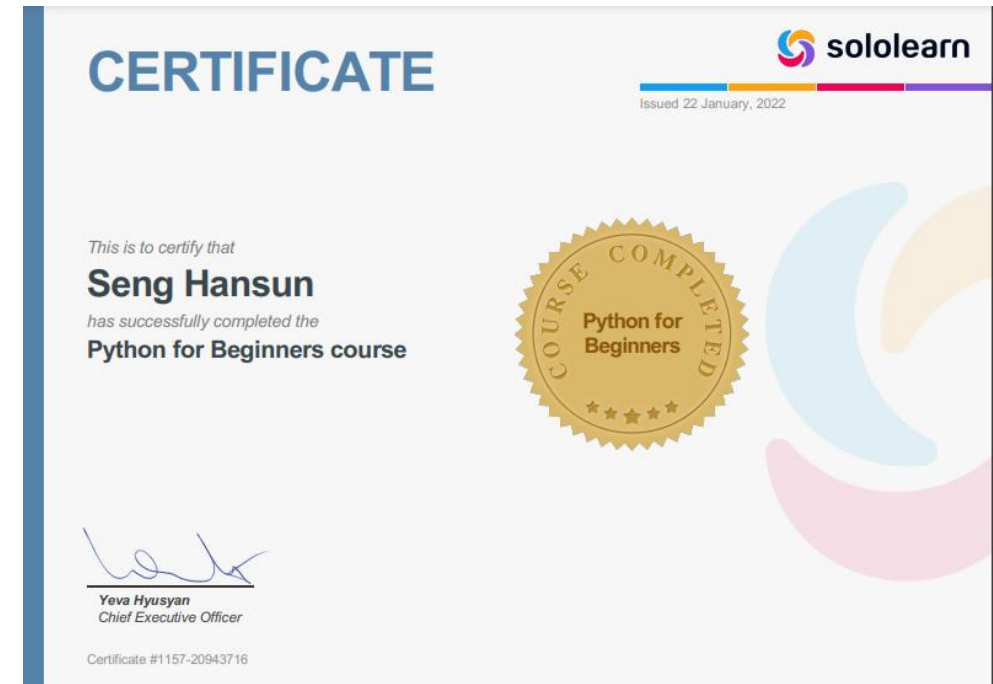 CERTIFICATE
sololearn
Issued 22 January, 2022
This is to certify that
Seng Hansun
has successfully completed the
Python for Beginners course
COURSE COMPLETED
Python for
Beginners
Yeva Hyusyan
Chief Executive Officer
Certificate #1157-20943716